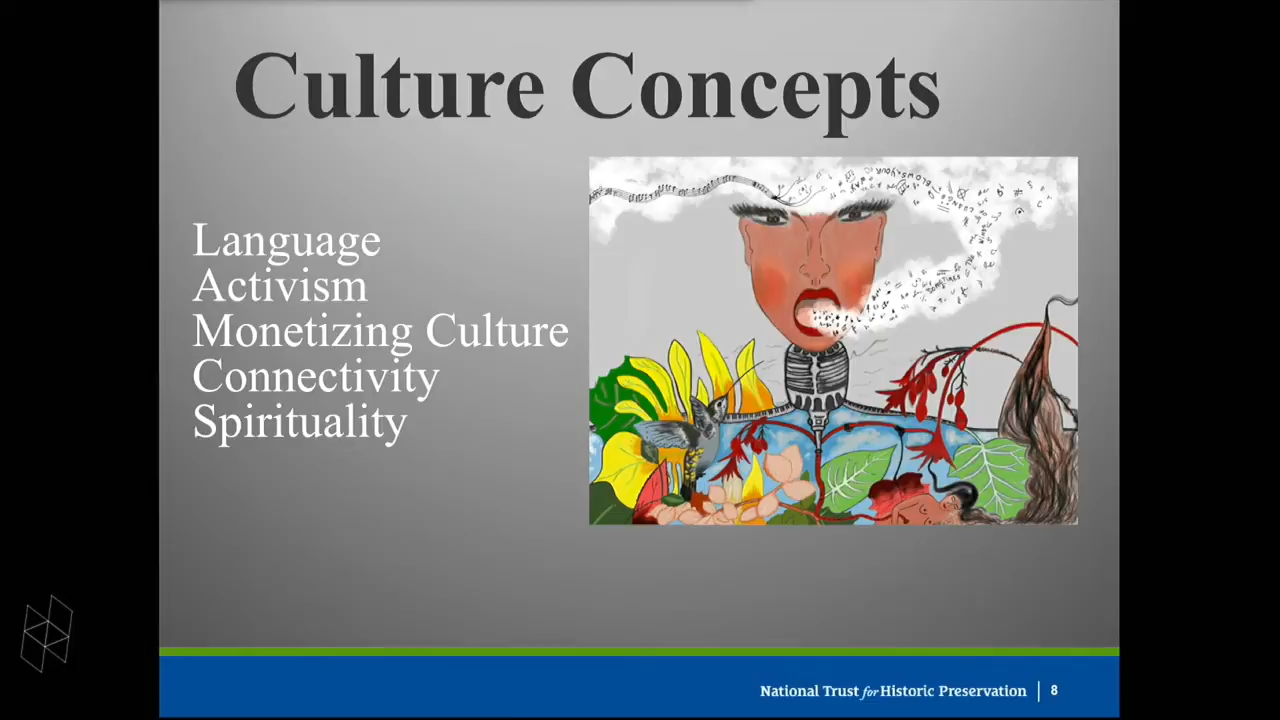 Culture Concepts
Language
Activism
Monetizing Culture
Connectivity
Spirituality
National Trust for Historic Preservation | 8